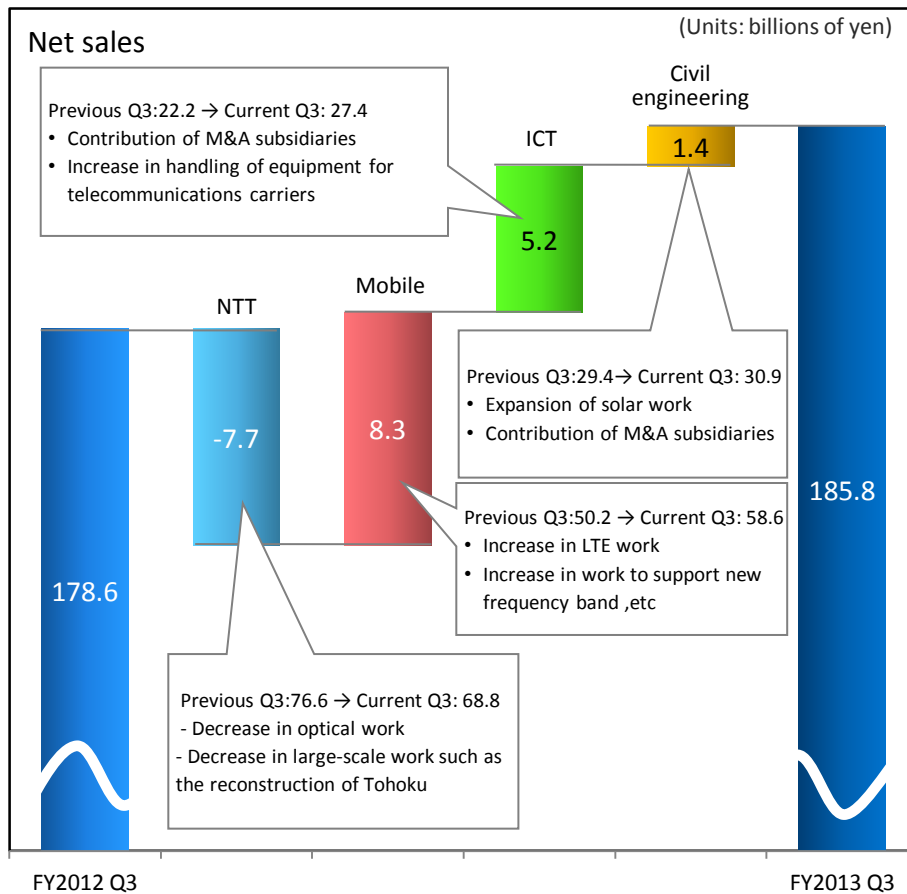 Net sales
(Units: billions of yen)
Previous Q3:22.2 → Current Q3: 27.4
• Contribution of M&A subsidiaries
• Increase in handling of equipment for
telecommunications carriers
Civil
engineering
1.4
ICT
5.2
Mobile
8.3
NTT
-7.7
Previous Q3:29.4→ Current Q3: 30.9
• Expansion of solar work
• Contribution of M&A subsidiaries
Previous Q3:50.2 → Current Q3: 58.6
• Increase in LTE work
• Increase in work to support new
frequency band ,etc
185.8
178.6
Previous Q3:76.6 → Current Q3: 68.8
- Decrease in optical work
- Decrease in large-scale work such as
the reconstruction of Tohoku
FY2012 Q3
FY2013 Q3